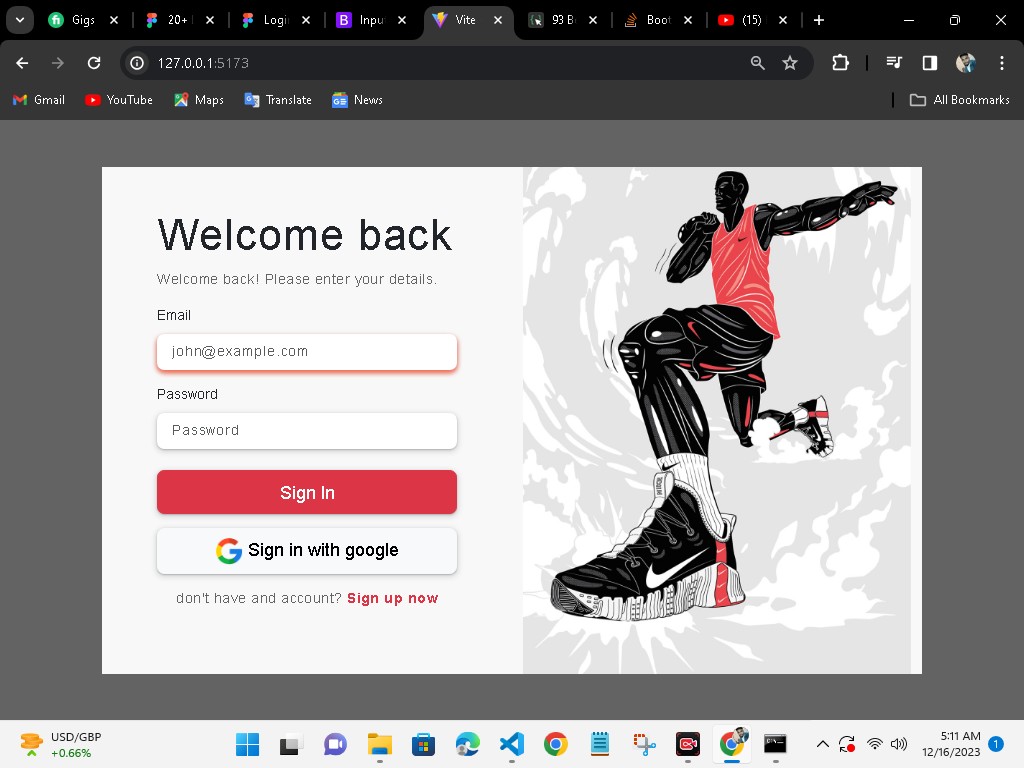 Gigs
20+
Login
Inpu
Vite
93 B
Boot
(15)
127.0.0.1:5173
Gmail
YouTube
Maps
Translate
News
All Bookmarks
Welcome back
Welcome back! Please enter your details.
Email
john@example.com
Password
Password
Sign In
Sign in with google
don't have and account? Sign up now
USD/GBP
+0.66%
5:11 AM
12/16/2023
1